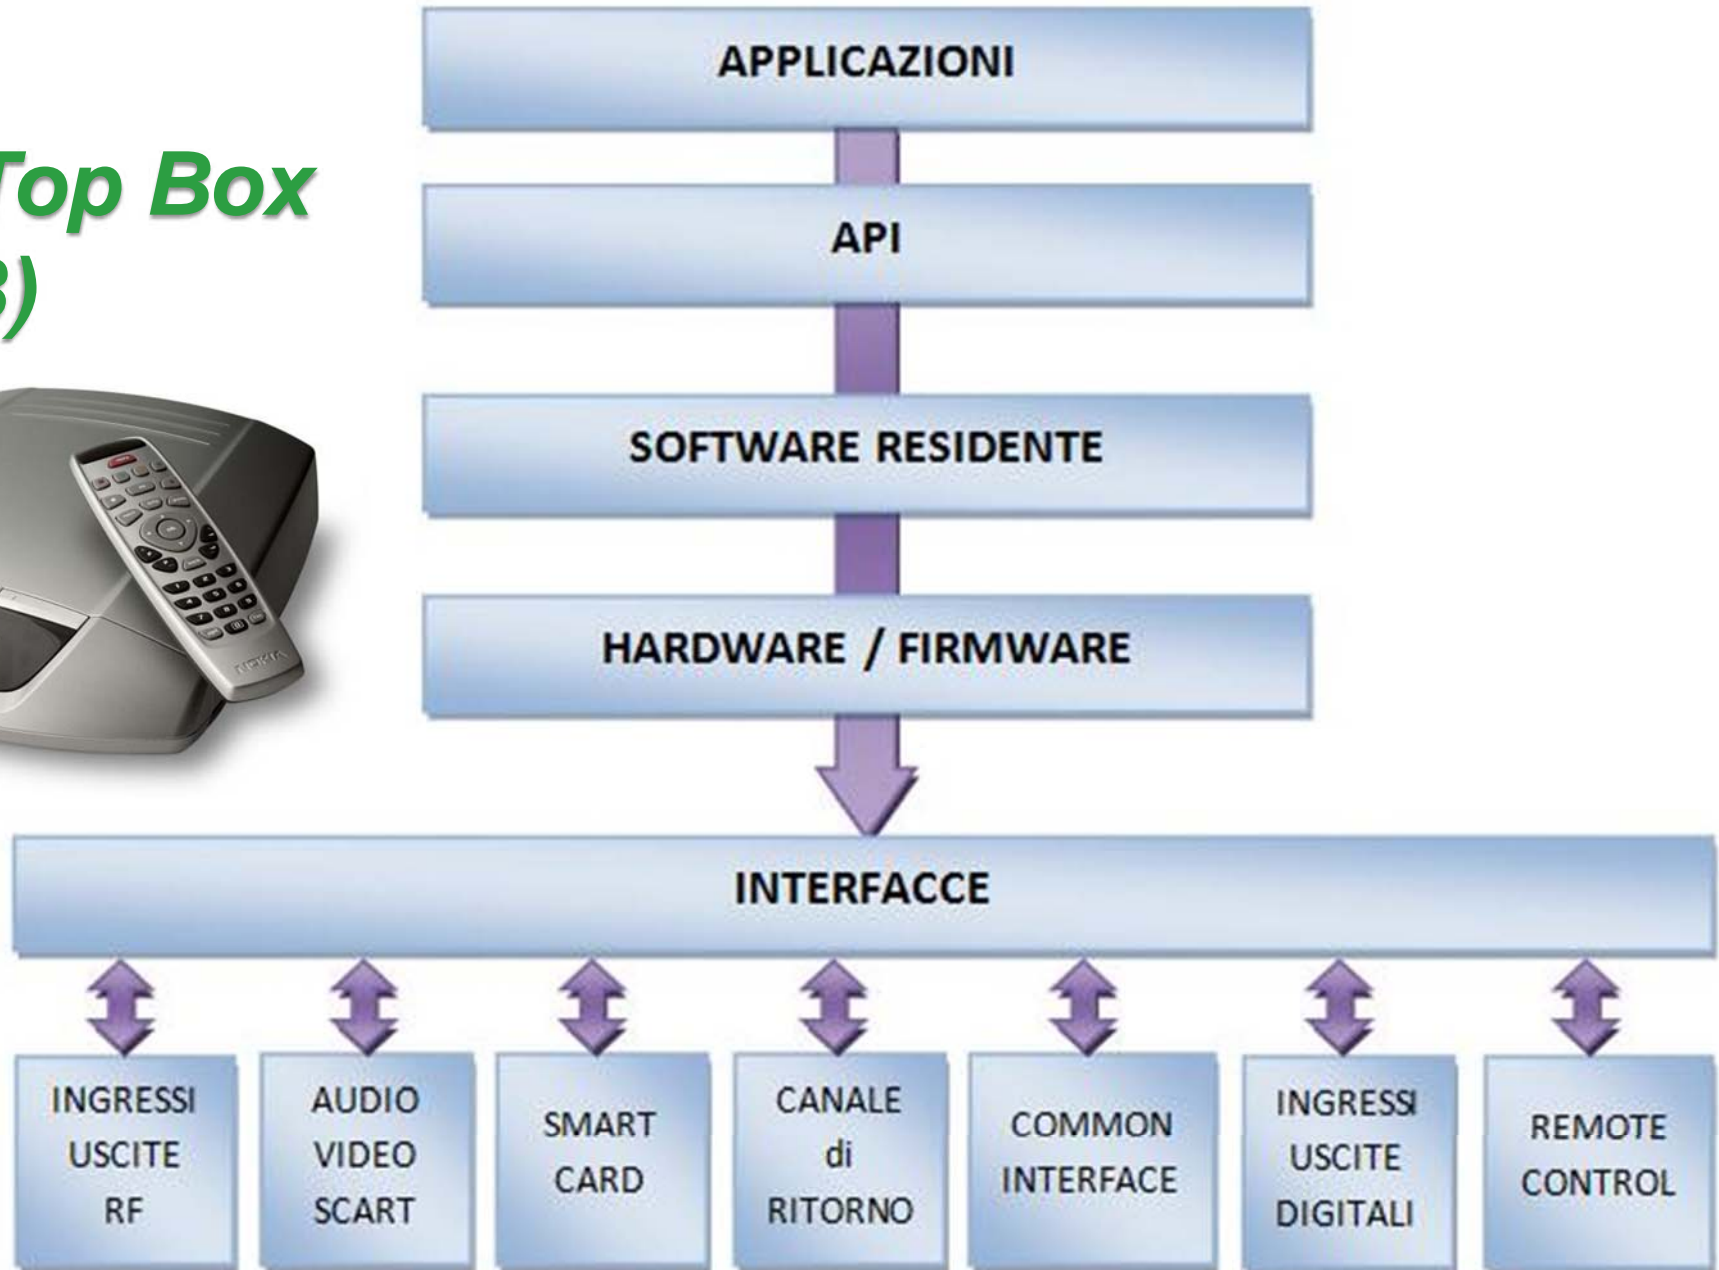 Top Box
B)
APPLICAZIONI
API
SOFTWARE RESIDENTE
HARDWARE / FIRMWARE
NOKIA
INTERFACCE
INGRESSI
USCITE
RF
AUDIO
VIDEO
SCART
SMART
CARD
CANALE
di
RITORNO
COMMON
INTERFACE
INGRESSI
USCITE
DIGITALI
REMOTE
CONTROL